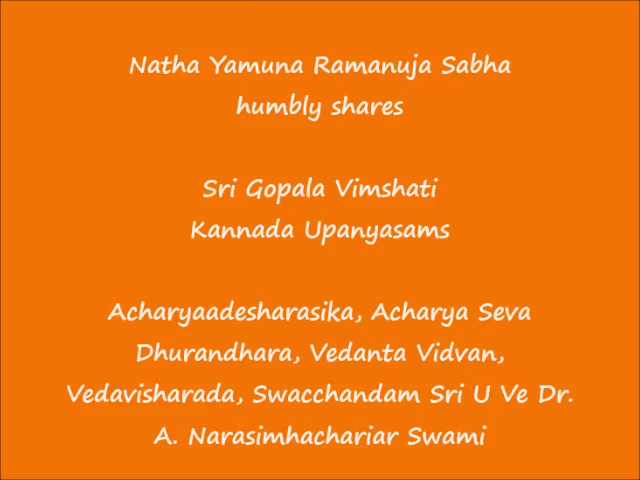 Natha Yamuna Ramanuja Sabha
humbly shares
Sri Gopala Vimshati
Kannada Upanyasams
Acharyaadesharasika, Acharya Seva
Dhurandhara, Vedanta Vidvan,
Vedavisharada, Swacchandam Sri U Ve Dr.
A. Narasimhachariar Swami